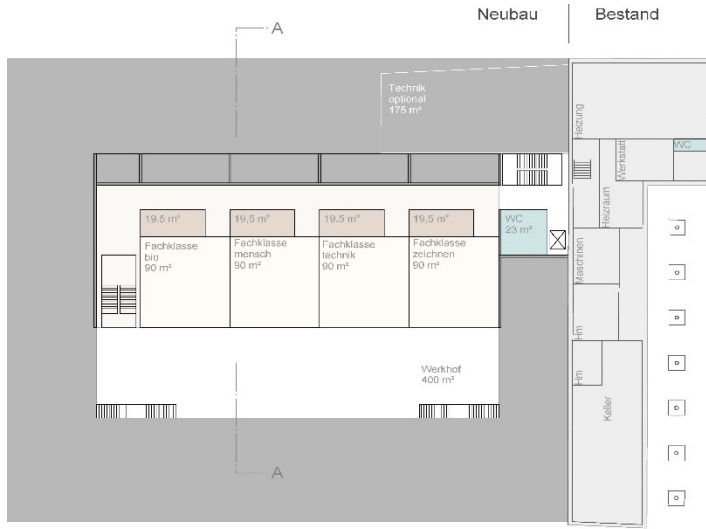 Neubau
Bestand
A
Technik
optional
175 m²
Heizung
WC
Werkstatt
Heizraum
19.5 m²
19,5 m²
19.5 m²
19,5 m²
WC
23 m²
Fachklasse
bio
90 m²
Fachklasse
mensch
90 m²
Fachklasse
technik
90 m²
Fachklasse
zeichnen
90 m²
Maschinen
Hm
Werkhof
400 m²
Hm
Keller
A